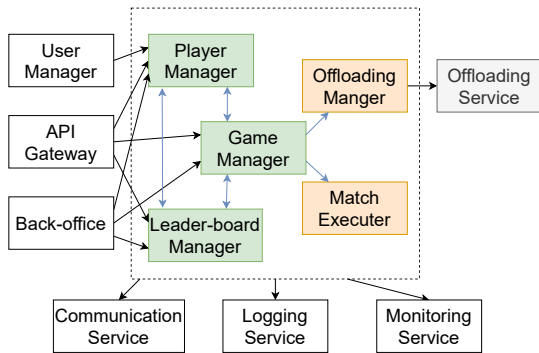 User
Manager
Player
Manager
Offloading
Manger
Offloading
Service
API
Gateway
Game
Manager
Back-office
Leader-board
Manager
Match
Executer
Communication
Service
Logging
Service
Monitoring
Service